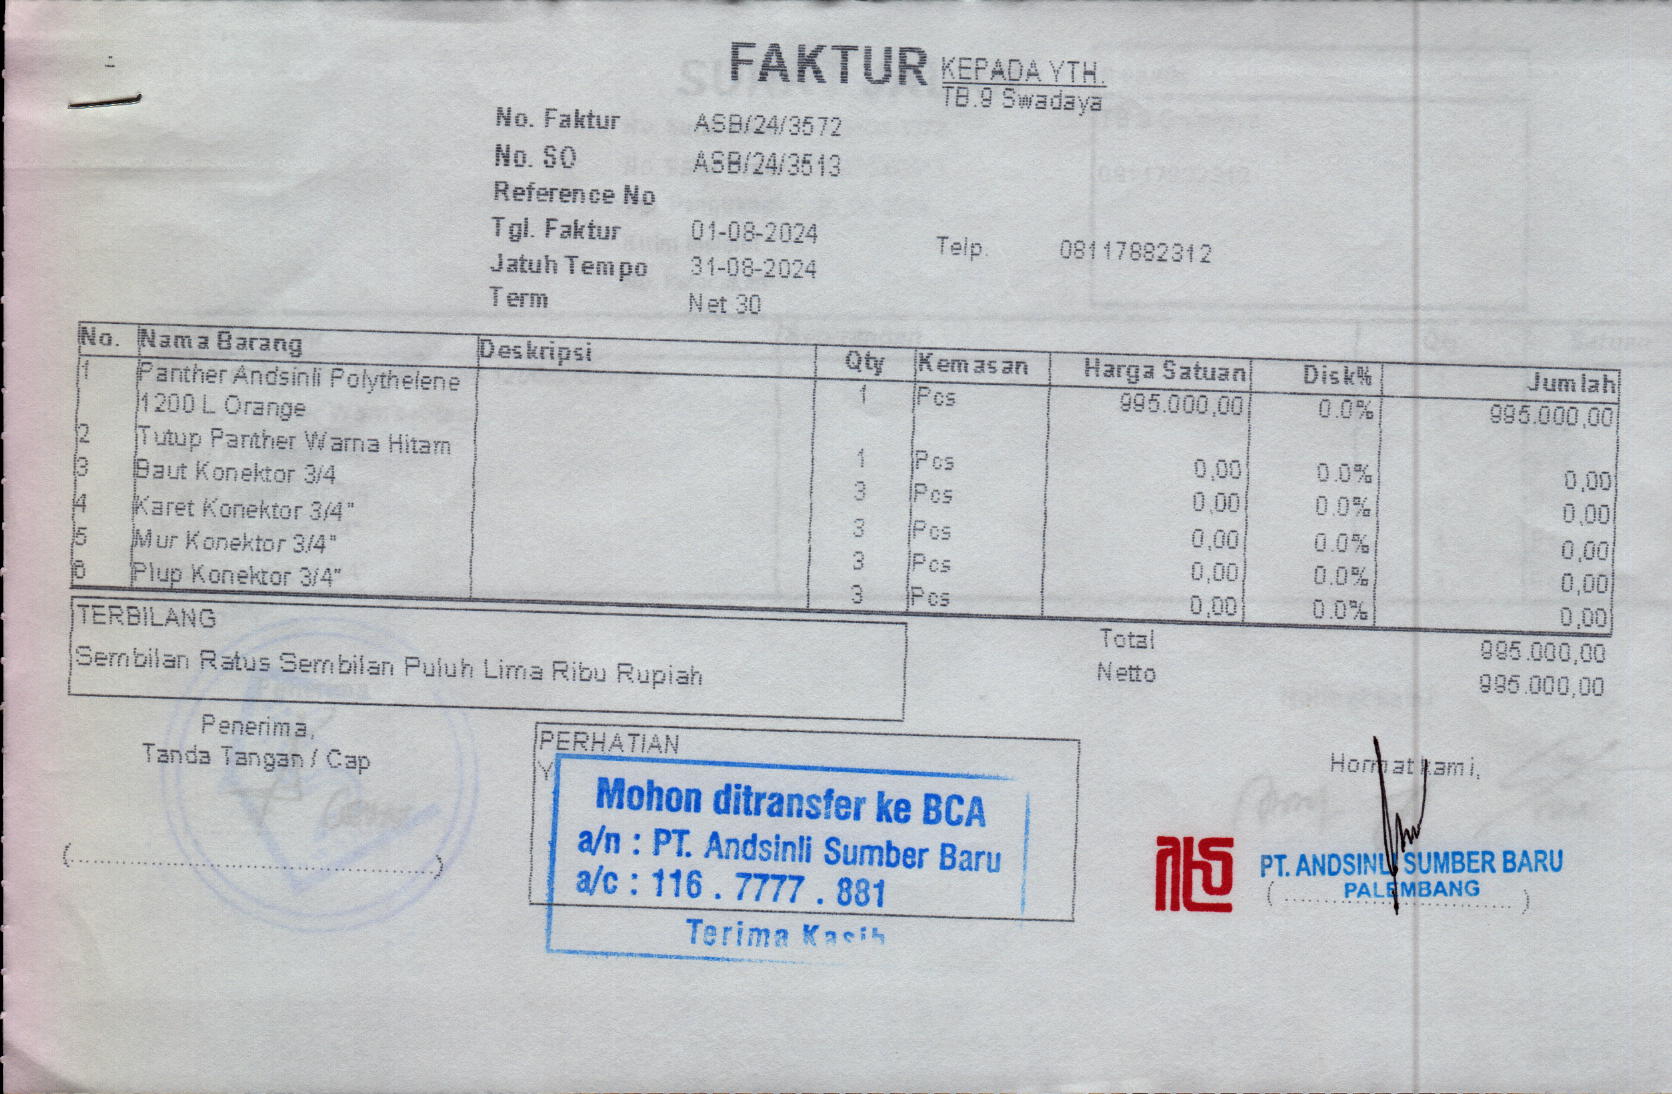 FAKTUR
KEPADA YTH.
TB.9 Swadaya
No. Faktur ASB/24/3572
No. SO ASB/24/3513
Reference No
Tgl. Faktur 01-08-2024
Telp. 08117882312
Jatuh Tempo 31-08-2024
Term Net 30
No. Nama Barang Deskripsi Qty Kemasan Harga Satuan Disk% Jumlah
1 Panther Andsinli Polythelene 1 Pcs 995.000,00 0.0% 995.000,00
1200 L Orange
2 Tutup Panther Warna Hitam 1 Pcs 0,00 0.0% 0,00
3 Baut Konektor 3/4 3 Pcs 0,00 0.0% 0,00
4 Karet Konektor 3/4" 3 Pcs 0,00 0.0% 0,00
5 Mur Konektor 3/4" 3 Pcs 0,00 0.0% 0,00
6 Plup Konektor 3/4" 3 Pcs 0,00 0.0% 0,00
TERBILANG
Sembilan Ratus Sembilan Puluh Lima Ribu Rupiah
Total 995.000,00
Netto 995.000,00
Penerima,
Tanda Tangan / Cap
(..................................................)
PERHATIAN
Mohon ditransfer ke BCA
a/n : PT. Andsinli Sumber Baru
a/c : 116 . 7777 . 881
Terima Kasih
Hormat kami,
PT. ANDSINLI SUMBER BARU
PALEMBANG
(..................................)